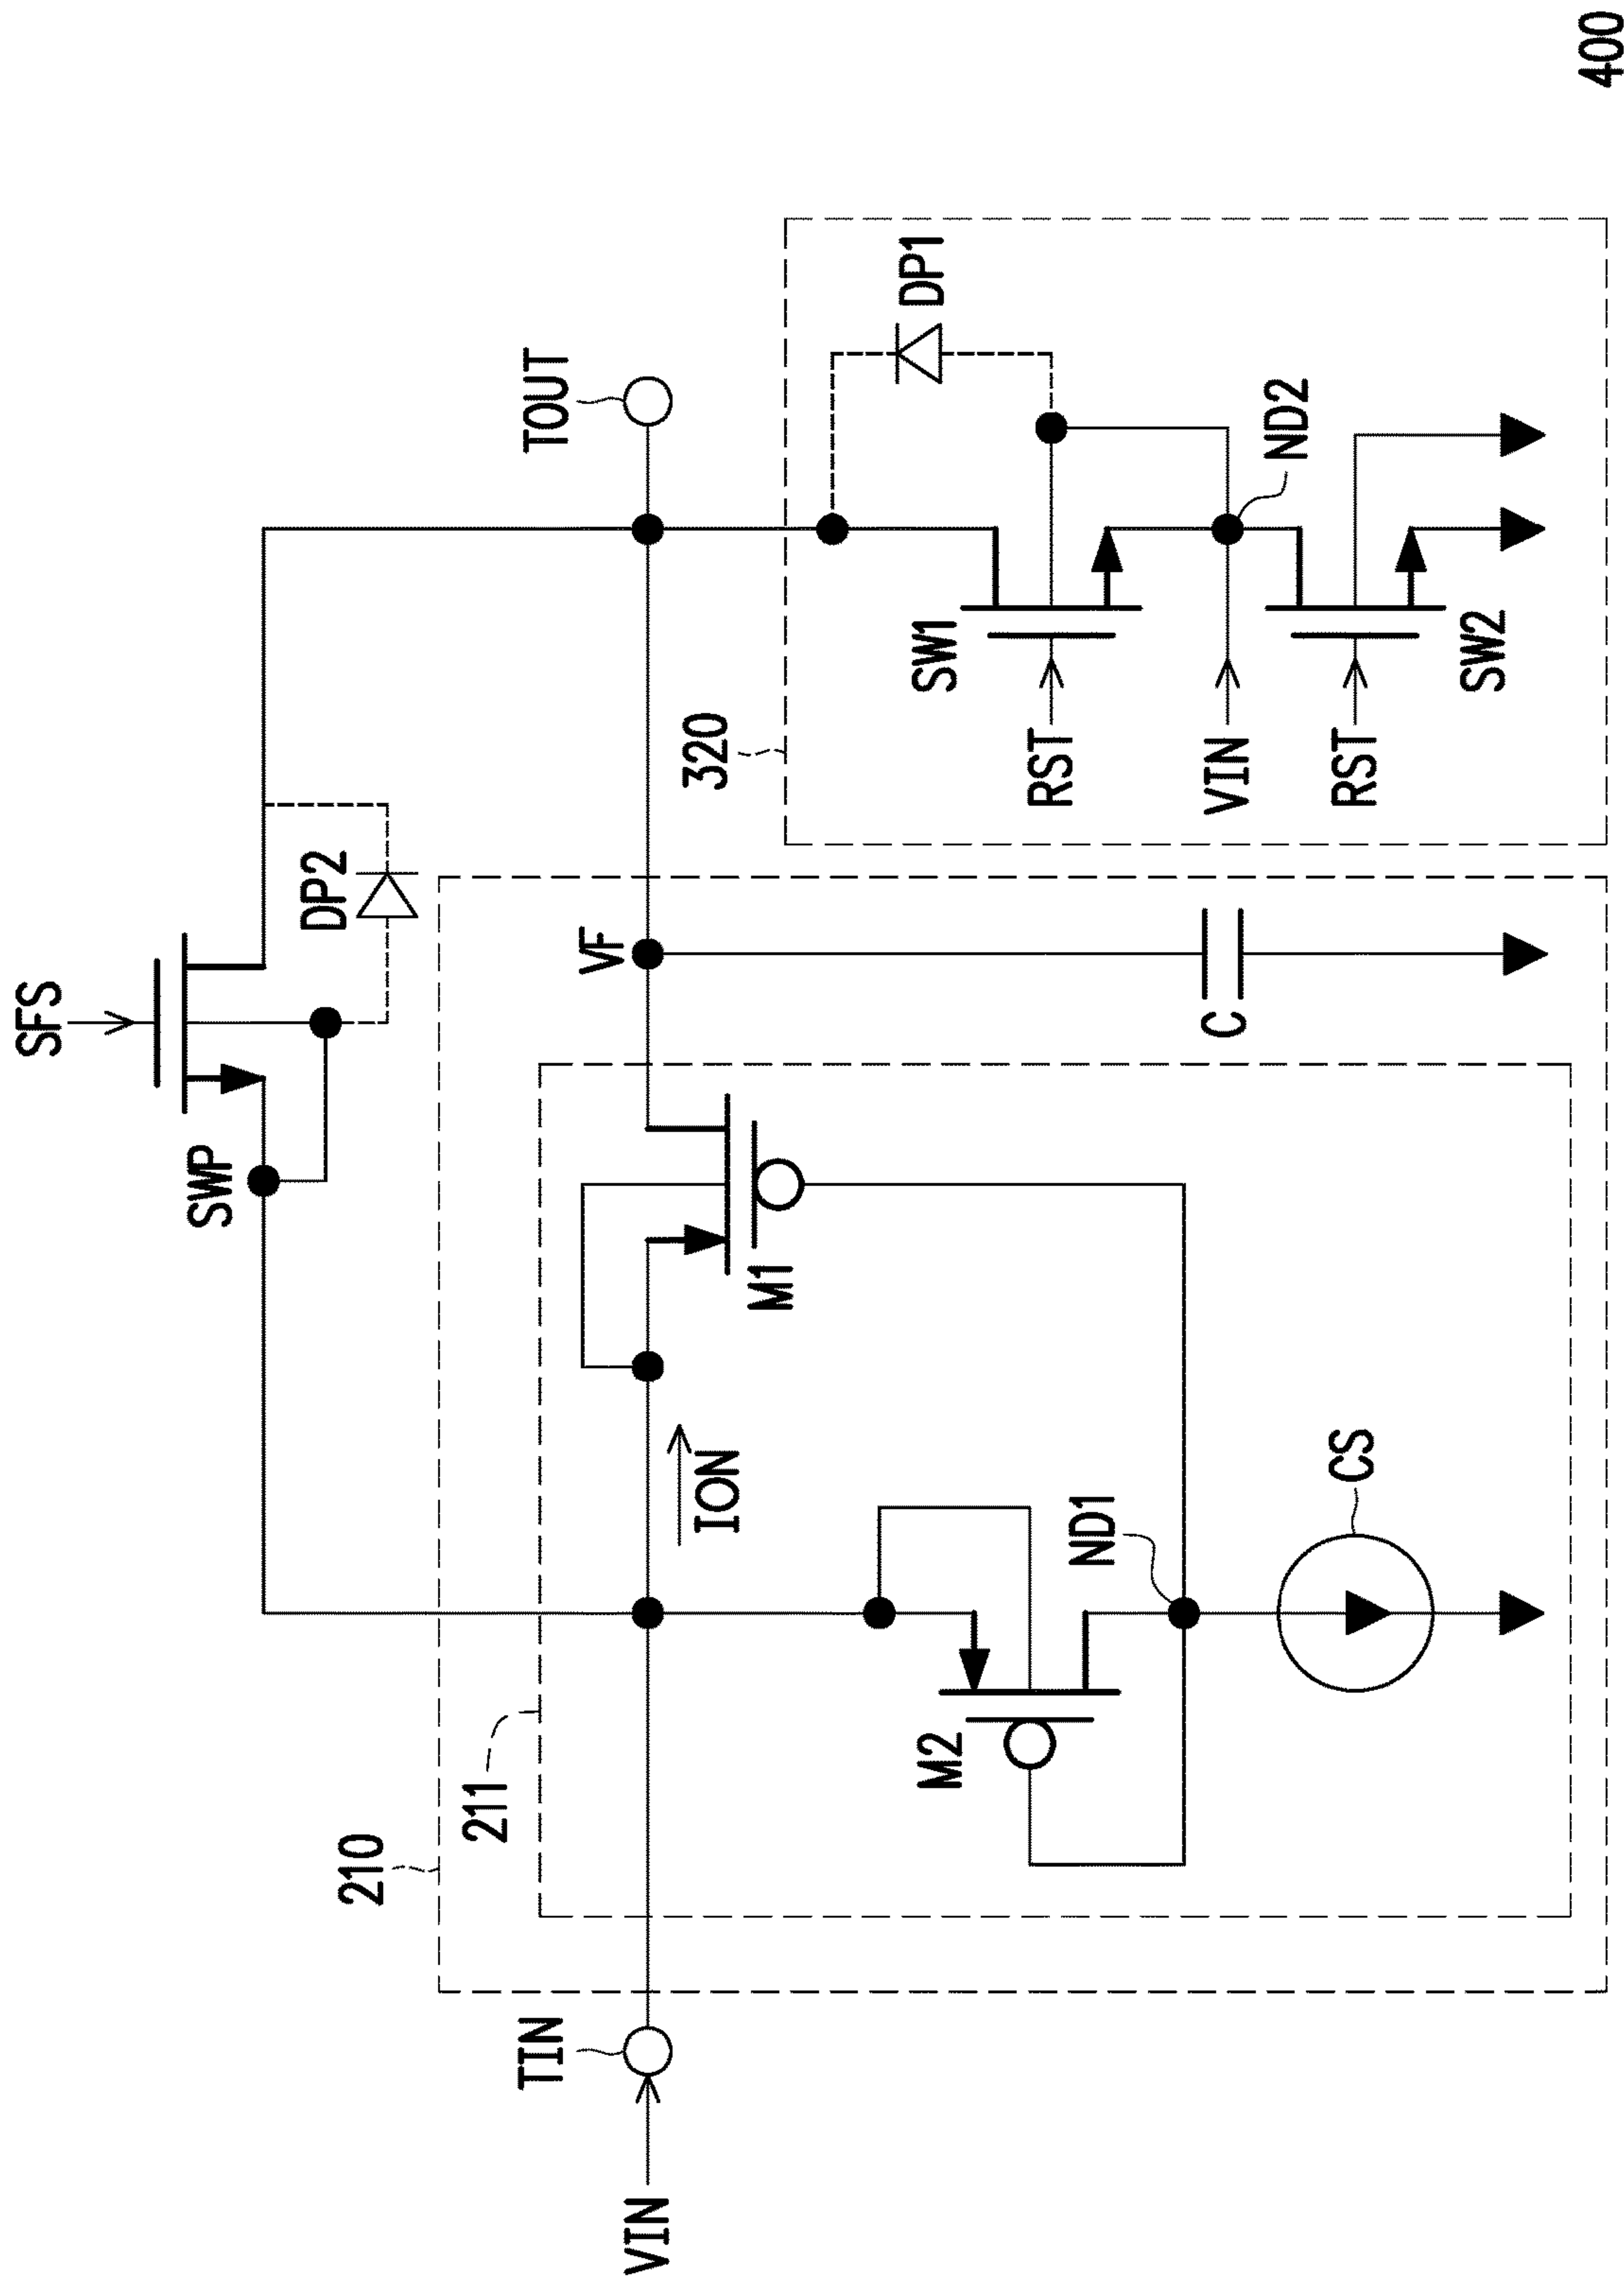 400
SFS
SWP
DP2
TOUT
VF
320
DP1
SW1
RST
VIN
ND2
RST
SW2
210
211
TIN
VIN
ION
M1
M2
ND1
CS
C